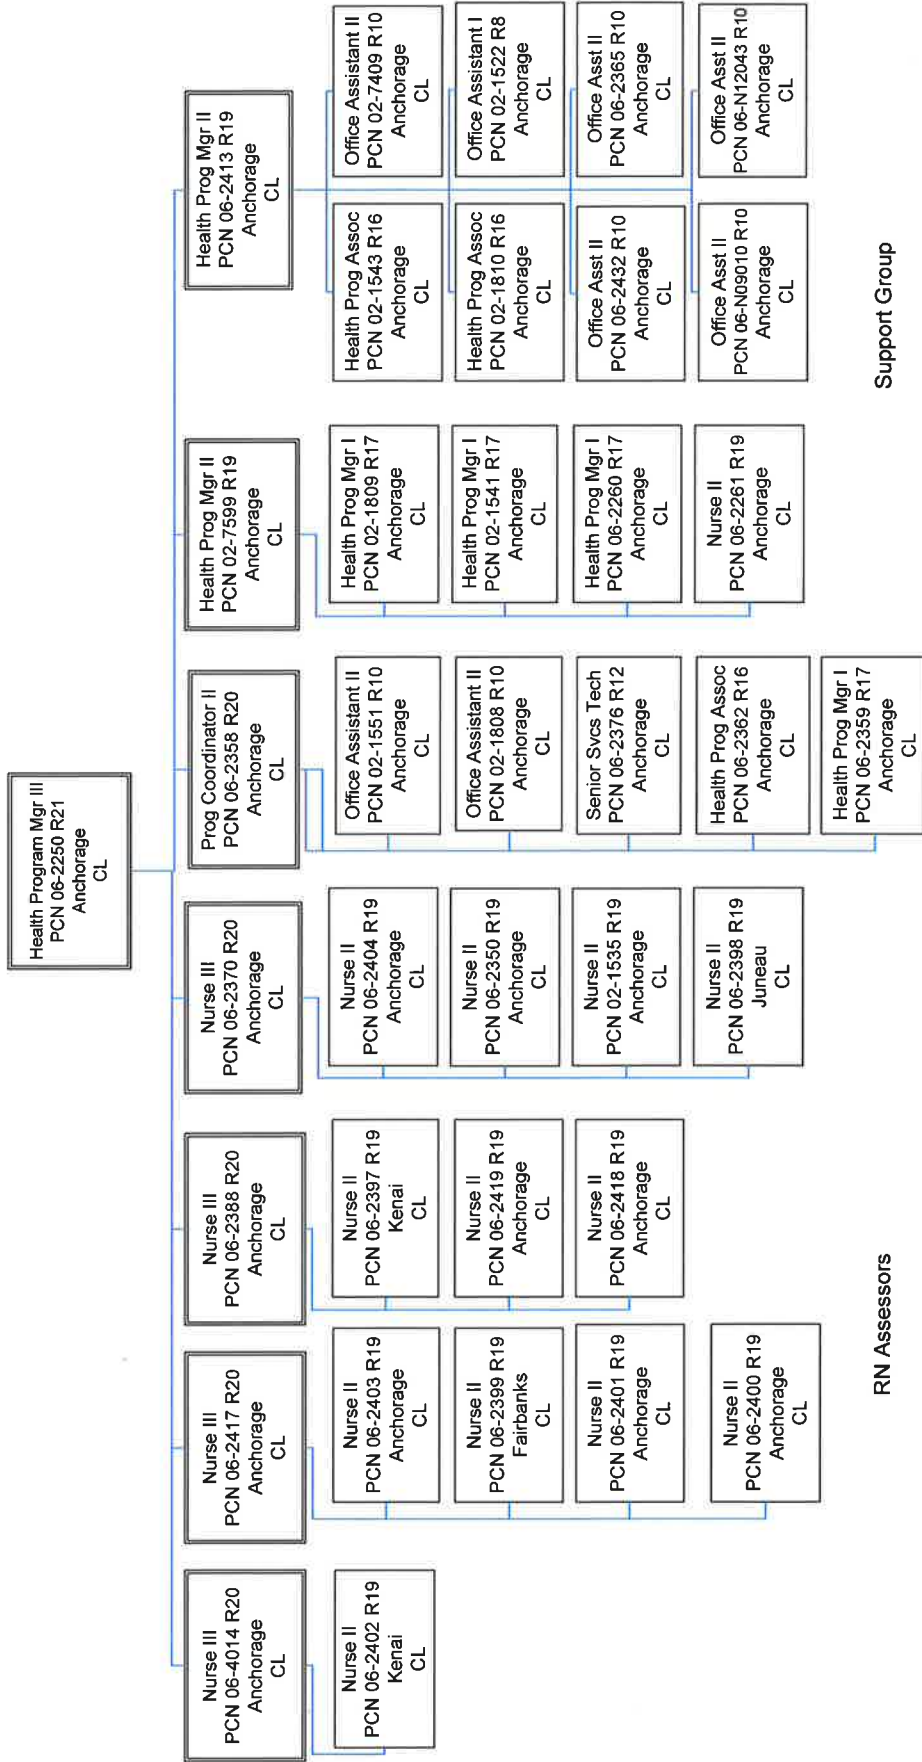 Health Program Mgr III
PCN 06-2250 R21
Anchorage
CL
Nurse III
PCN 06-4014 R20
Anchorage
CL
Nurse II
PCN 06-2402 R19
Kenai
CL
Nurse III
PCN 06-2417 R20
Anchorage
CL
Nurse II
PCN 06-2403 R19
Anchorage
CL
Nurse II
PCN 06-2399 R19
Fairbanks
CL
Nurse II
PCN 06-2401 R19
Anchorage
CL
Nurse II
PCN 06-2400 R19
Anchorage
CL
Nurse III
PCN 06-2388 R20
Anchorage
CL
Nurse II
PCN 06-2397 R19
Kenai
CL
Nurse II
PCN 06-2419 R19
Anchorage
CL
Nurse II
PCN 06-2418 R19
Anchorage
CL
Nurse III
PCN 06-2370 R20
Anchorage
CL
Nurse II
PCN 06-2404 R19
Anchorage
CL
Nurse II
PCN 06-2350 R19
Anchorage
CL
Nurse II
PCN 02-1535 R19
Anchorage
CL
Nurse II
PCN 06-2398 R19
Juneau
CL
Prog Coordinator II
PCN 06-2358 R20
Anchorage
CL
Office Assistant II
PCN 02-1551 R10
Anchorage
CL
Office Assistant II
PCN 02-1808 R10
Anchorage
CL
Senior Svcs Tech
PCN 06-2376 R12
Anchorage
CL
Health Prog Assoc
PCN 06-2362 R16
Anchorage
CL
Health Prog Mgr I
PCN 06-2359 R17
Anchorage
CL
Health Prog Mgr II
PCN 02-7599 R19
Anchorage
CL
Health Prog Mgr I
PCN 02-1809 R17
Anchorage
CL
Health Prog Mgr I
PCN 02-1541 R17
Anchorage
CL
Health Prog Mgr I
PCN 06-2260 R17
Anchorage
CL
Nurse II
PCN 06-2261 R19
Anchorage
CL
Health Prog Mgr II
PCN 06-2413 R19
Anchorage
CL
Health Prog Assoc
PCN 02-1543 R16
Anchorage
CL
Office Assistant II
PCN 02-7409 R10
Anchorage
CL
Health Prog Assoc
PCN 02-1810 R16
Anchorage
CL
Office Assistant I
PCN 02-1522 R8
Anchorage
CL
Office Asst II
PCN 06-2432 R10
Anchorage
CL
Office Asst II
PCN 06-2365 R10
Anchorage
CL
Office Asst II
PCN 06-N09010 R10
Anchorage
CL
Office Asst II
PCN 06-N12043 R10
Anchorage
CL
RN Assessors
Support Group